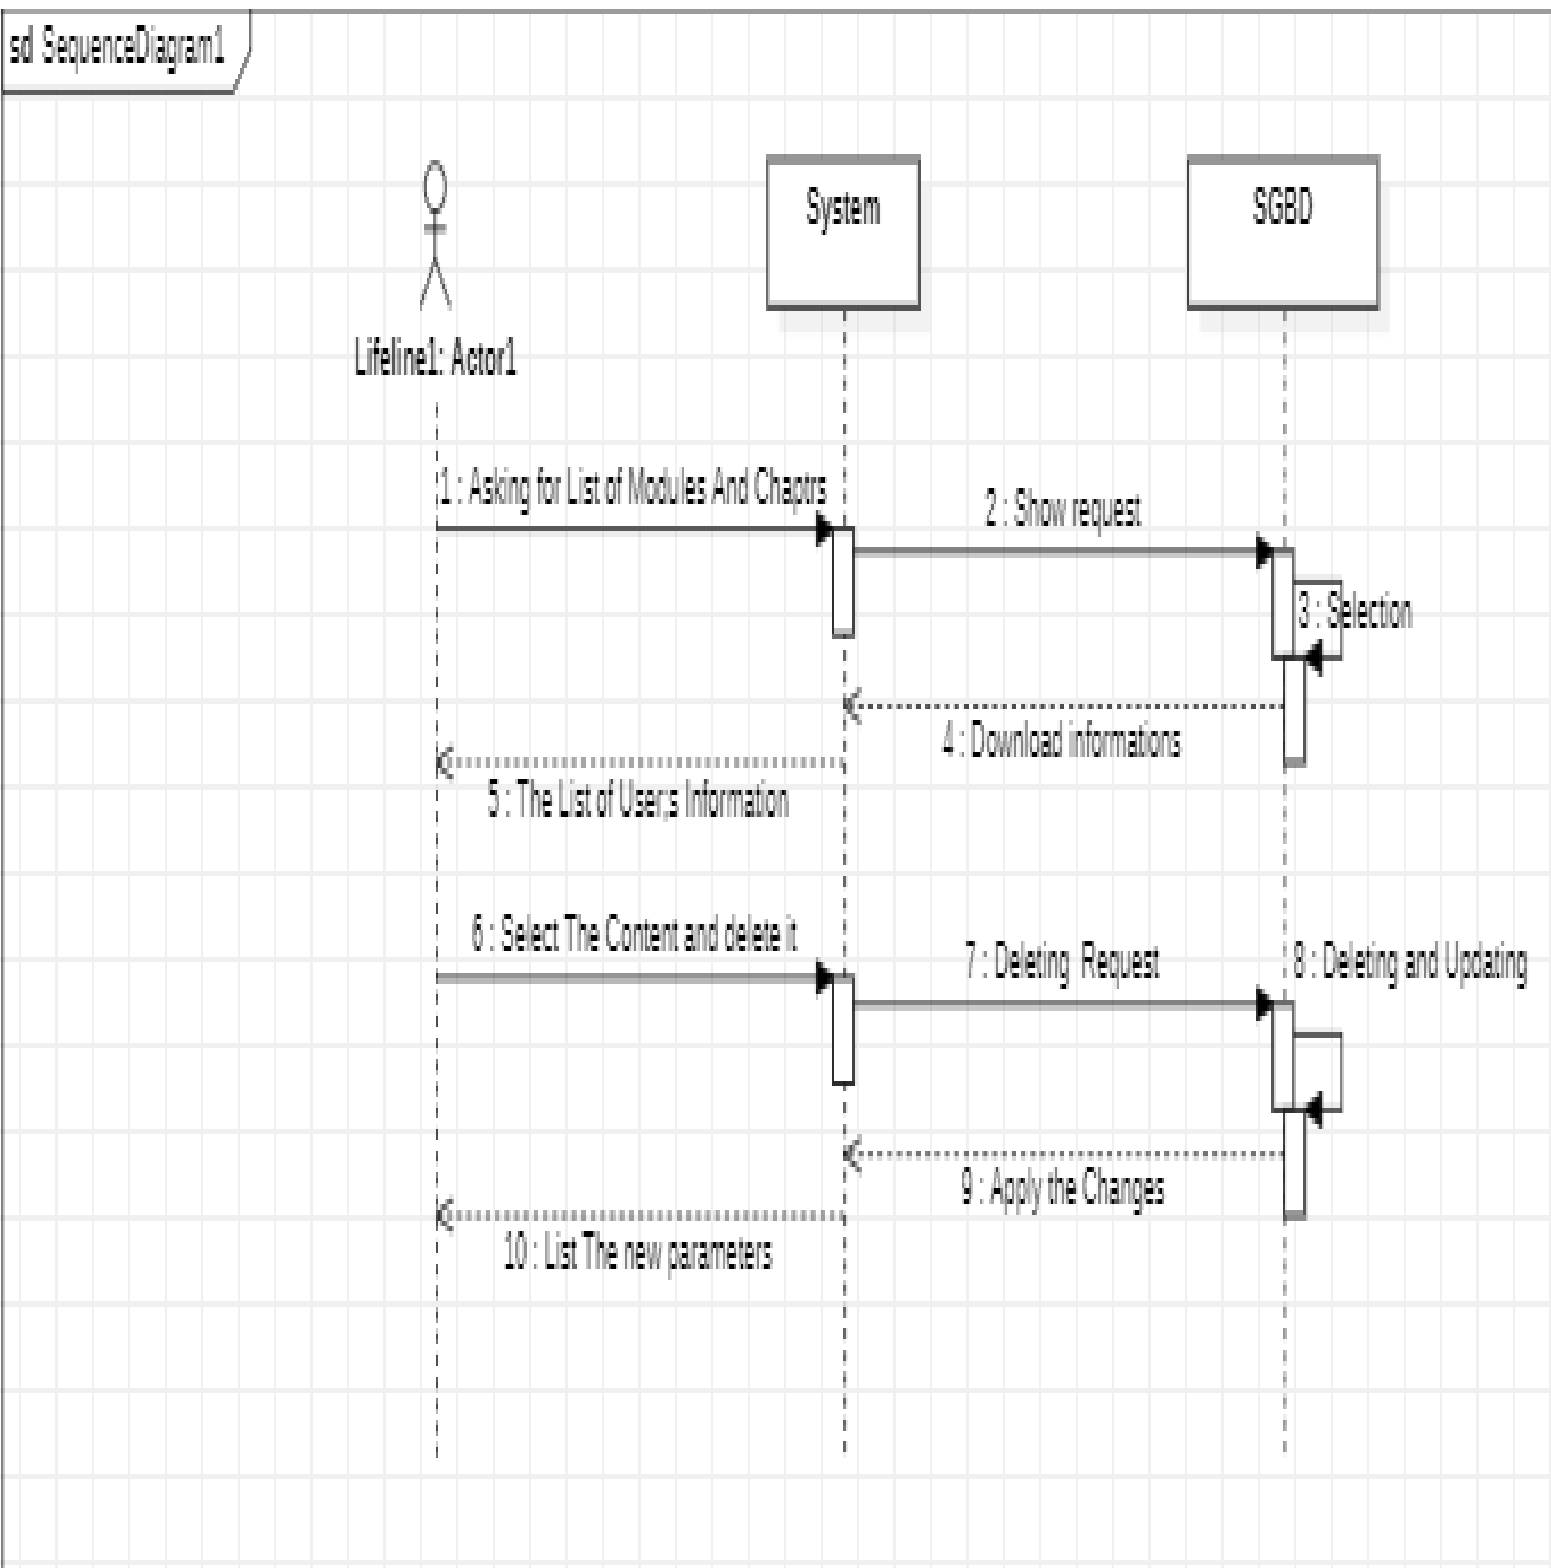 sd SequenceDiagram1
System
SGBD
Lifeline1: Actor1
1 : Asking for List of Modules And Chaptrs
2 : Show request
3 : Selection
4 : Download informations
5 : The List of User;s Information
6 : Select The Content and delete it
7 : Deleting Request
8 : Deleting and Updating
9 : Apply the Changes
10 : List The new parameters